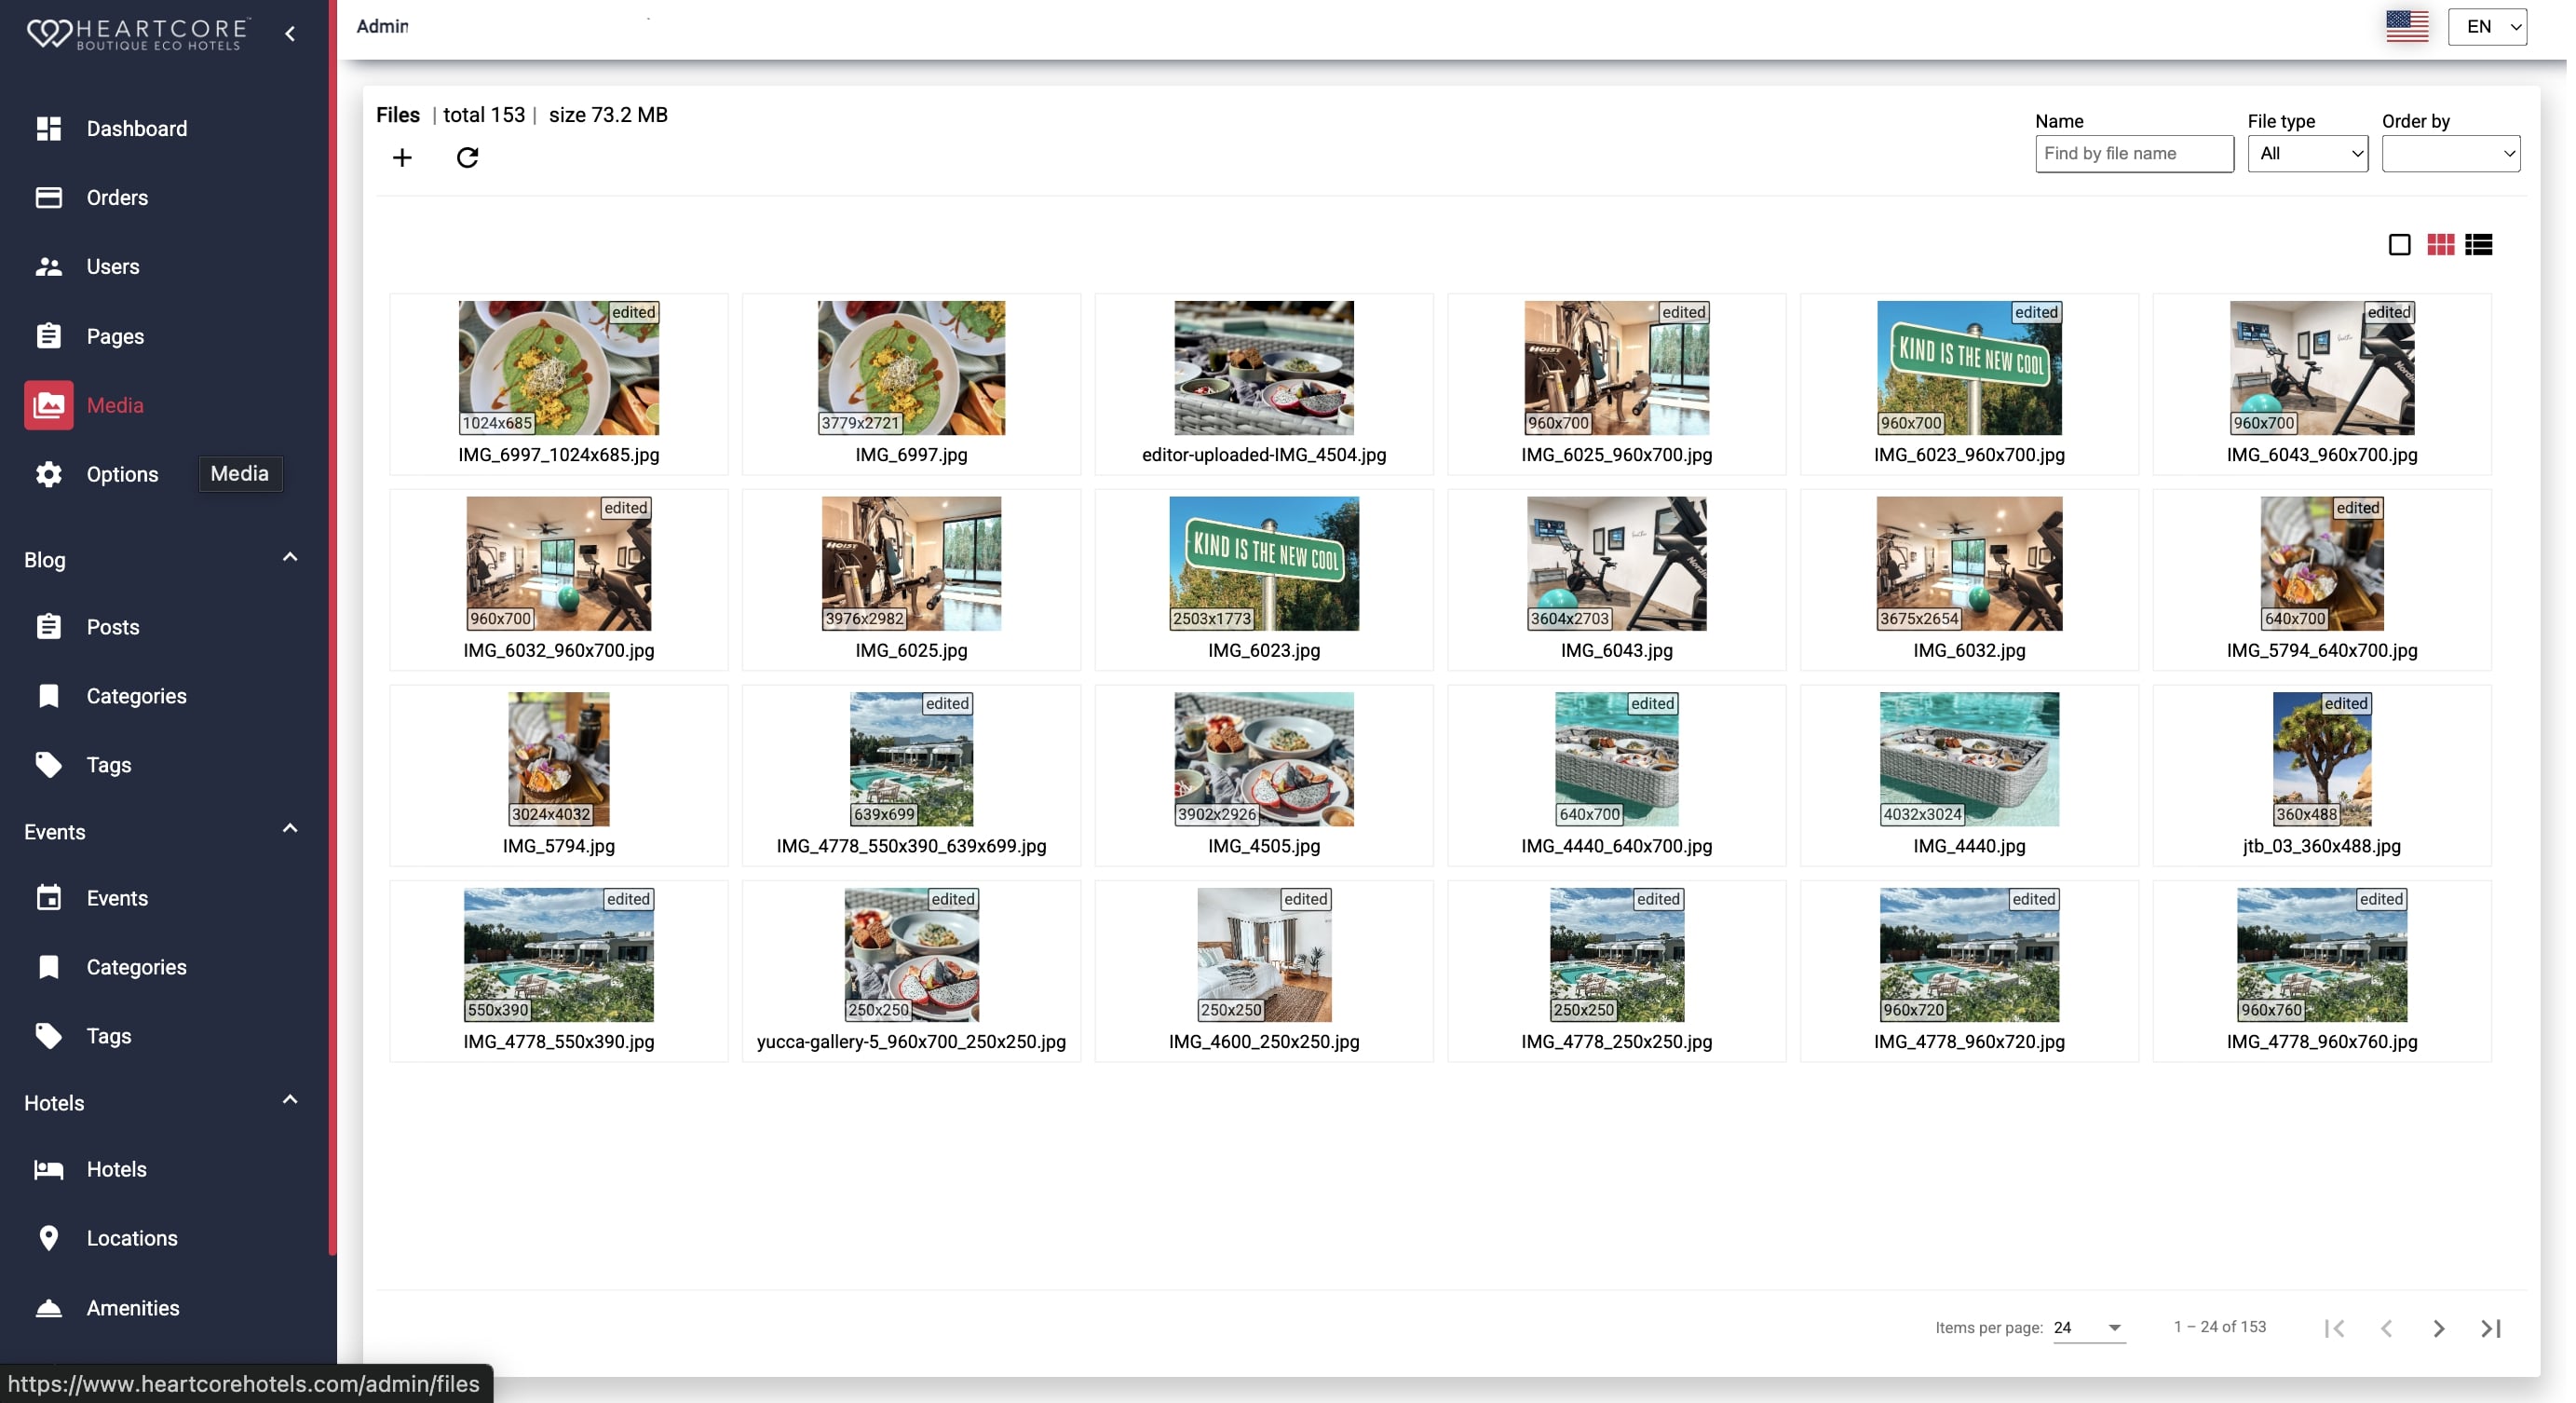 HEARTCORE™
BOUTIQUE ECO HOTELS
Dashboard
Orders
Users
Pages
Media
Options
Media
Blog
Posts
Categories
Tags
Events
Events
Categories
Tags
Hotels
Hotels
Locations
Amenities
https://www.heartcorehotels.com/admin/files
Admin
EN
Files | total 153 | size 73.2 MB
Name
Find by file name
File type
All
Order by
edited
1024x685
IMG_6997_1024x685.jpg
3779x2721
IMG_6997.jpg
editor-uploaded-IMG_4504.jpg
edited
HOIST
960x700
IMG_6025_960x700.jpg
edited
KIND IS THE NEW COOL
960x700
IMG_6023_960x700.jpg
edited
960x700
IMG_6043_960x700.jpg
edited
960x700
IMG_6032_960x700.jpg
HOIST
3976x2982
IMG_6025.jpg
KIND IS THE NEW COOL
2503x1773
IMG_6023.jpg
3604x2703
IMG_6043.jpg
3675x2654
IMG_6032.jpg
edited
640x700
IMG_5794_640x700.jpg
3024x4032
IMG_5794.jpg
edited
639x699
IMG_4778_550x390_639x699.jpg
3902x2926
IMG_4505.jpg
edited
640x700
IMG_4440_640x700.jpg
4032x3024
IMG_4440.jpg
edited
360x488
jtb_03_360x488.jpg
edited
550x390
IMG_4778_550x390.jpg
edited
250x250
yucca-gallery-5_960x700_250x250.jpg
edited
250x250
IMG_4600_250x250.jpg
edited
250x250
IMG_4778_250x250.jpg
edited
960x720
IMG_4778_960x720.jpg
edited
960x760
IMG_4778_960x760.jpg
Items per page: 24
1 – 24 of 153